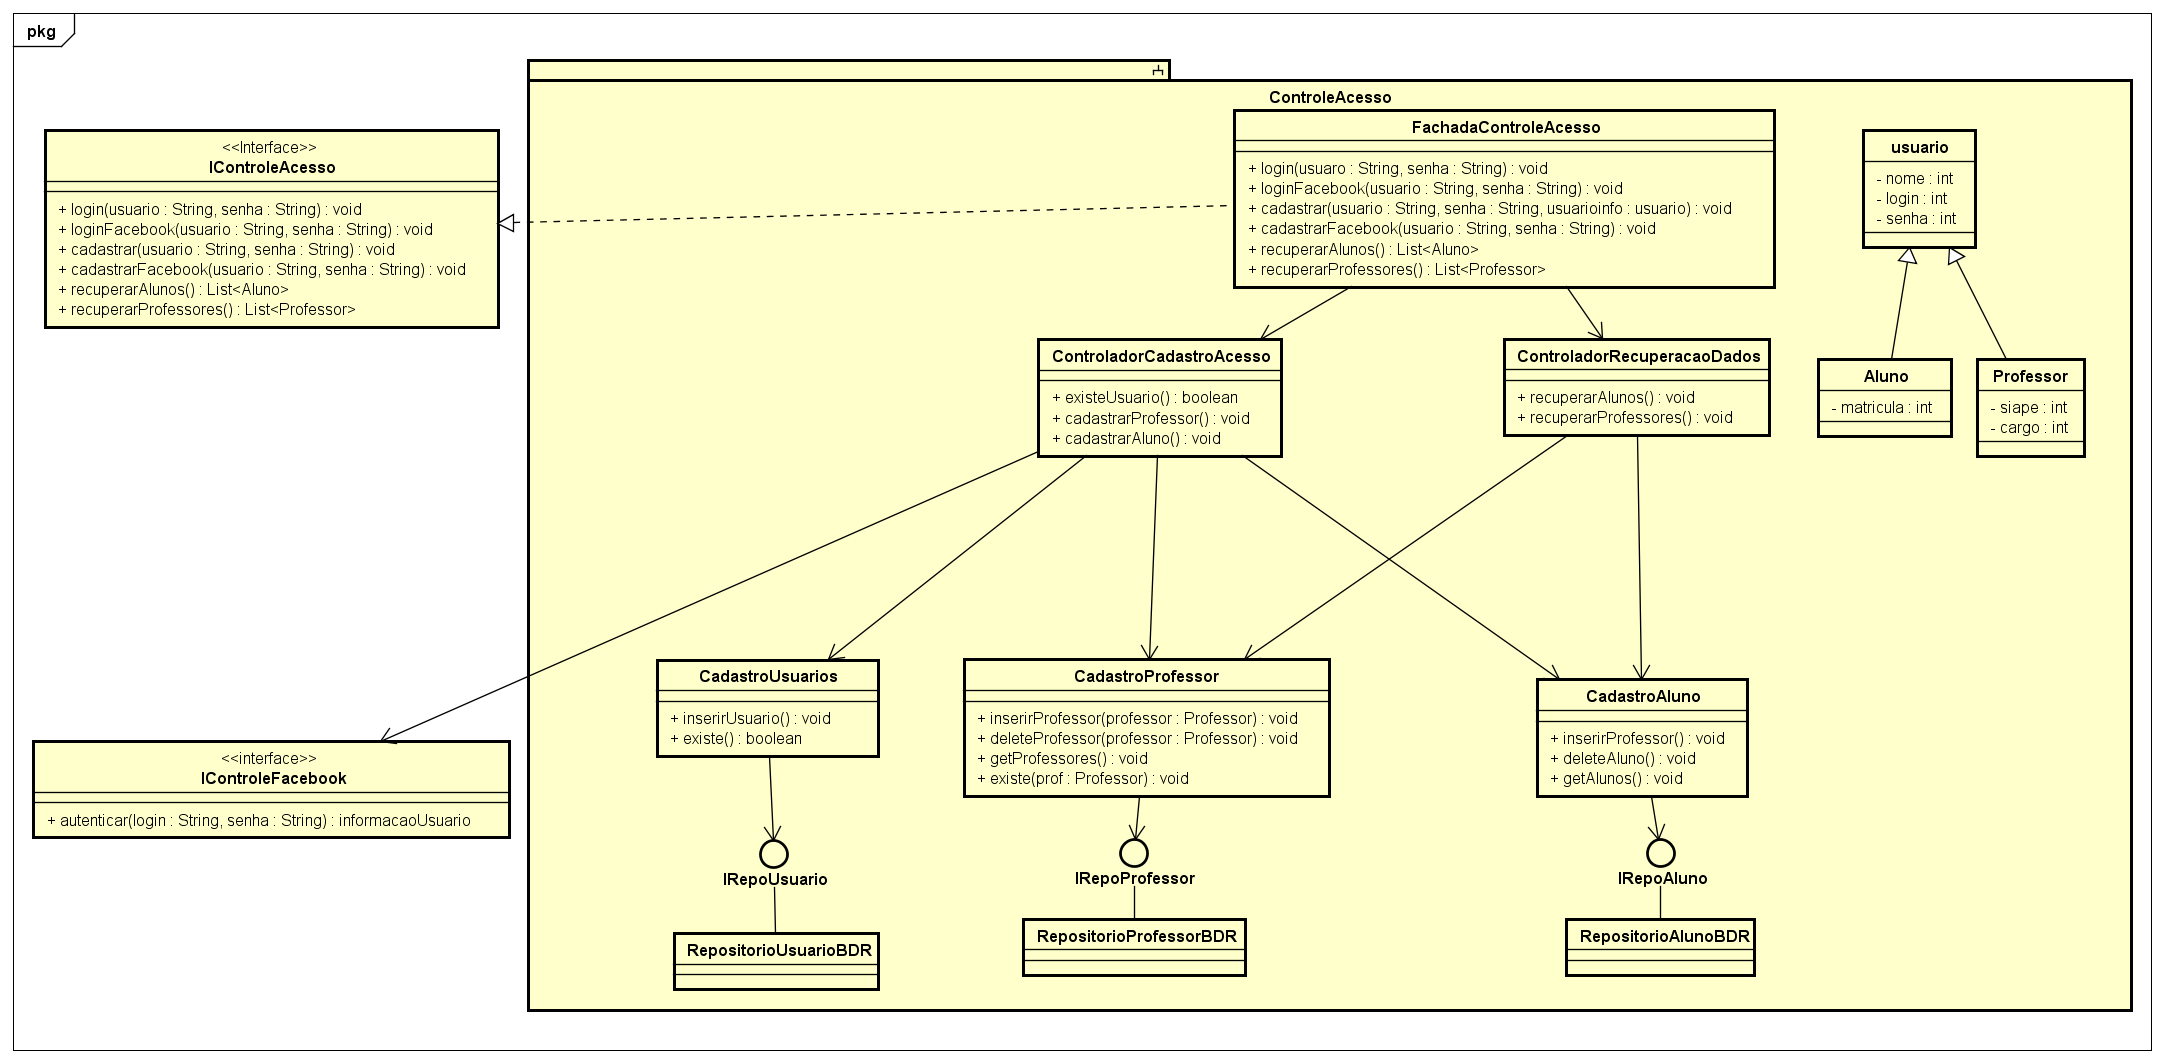 pkg
ControleAcesso
<<Interface>>
IControleAcesso
+ login(usuario : String, senha : String) : void
+ loginFacebook(usuario : String, senha : String) : void
+ cadastrar(usuario : String, senha : String) : void
+ cadastrarFacebook(usuario : String, senha : String) : void
+ recuperarAlunos() : List<Aluno>
+ recuperarProfessores() : List<Professor>
FachadaControleAcesso
+ login(usuaro : String, senha : String) : void
+ loginFacebook(usuario : String, senha : String) : void
+ cadastrar(usuario : String, senha : String, usuarioinfo : usuario) : void
+ cadastrarFacebook(usuario : String, senha : String) : void
+ recuperarAlunos() : List<Aluno>
+ recuperarProfessores() : List<Professor>
usuario
- nome : int
- login : int
- senha : int
ControladorCadastroAcesso
+ existeUsuario() : boolean
+ cadastrarProfessor() : void
+ cadastrarAluno() : void
ControladorRecuperacaoDados
+ recuperarAlunos() : void
+ recuperarProfessores() : void
Aluno
- matricula : int
Professor
- siape : int
- cargo : int
<<interface>>
IControleFacebook
+ autenticar(login : String, senha : String) : informacaoUsuario
CadastroUsuarios
+ inserirUsuario() : void
+ existe() : boolean
CadastroProfessor
+ inserirProfessor(professor : Professor) : void
+ deleteProfessor(professor : Professor) : void
+ getProfessores() : void
+ existe(prof : Professor) : void
CadastroAluno
+ inserirProfessor() : void
+ deleteAluno() : void
+ getAlunos() : void
IRepoUsuario
IRepoProfessor
IRepoAluno
RepositorioUsuarioBDR
RepositorioProfessorBDR
RepositorioAlunoBDR